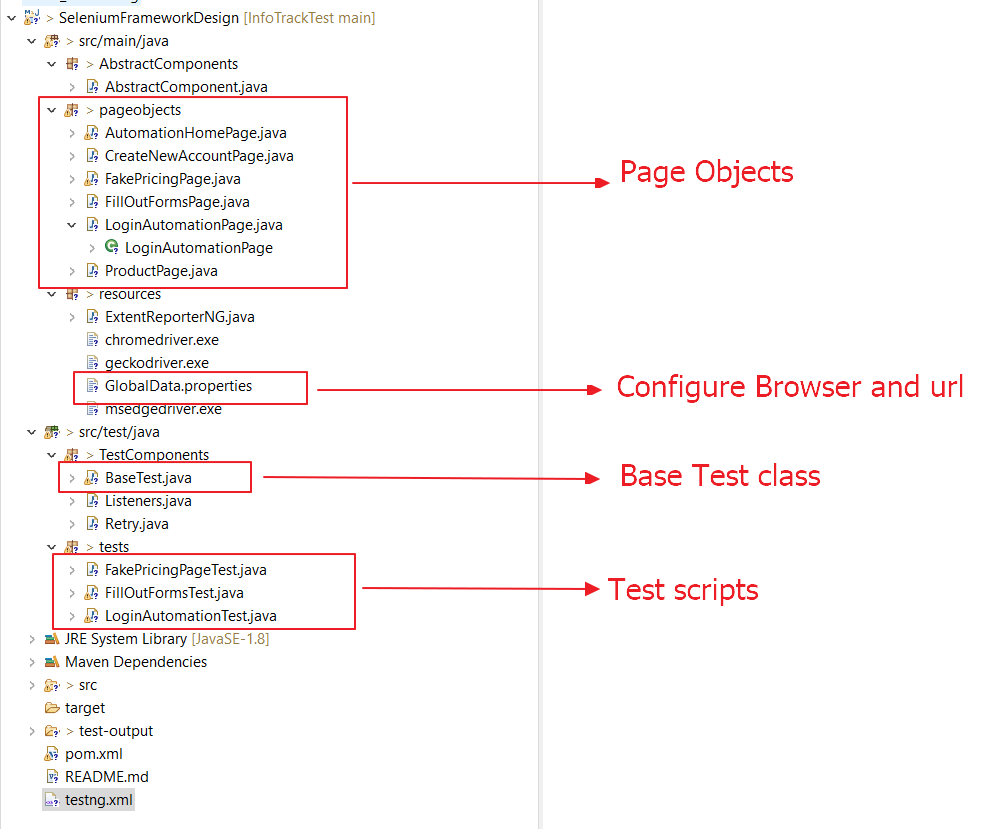 > SeleniumFrameworkDesign [InfoTrackTest main]
> src/main/java
> AbstractComponents
AbstractComponent.java
> pageobjects
AutomationHomePage.java
CreateNewAccountPage.java
Page Objects
FakePricingPage.java
FillOutFormsPage.java
LoginAutomationPage.java
LoginAutomationPage
ProductPage.java
> resources
ExtentReporterNG.java
chromedriver.exe
geckodriver.exe
GlobalData.properties
Configure Browser and url
msedgedriver.exe
> src/test/java
> TestComponents
BaseTest.java
Base Test class
Listeners.java
Retry.java
> tests
FakePricingPageTest.java
FillOutFormsTest.java
Test scripts
LoginAutomationTest.java
JRE System Library [JavaSE-1.8]
Maven Dependencies
> src
target
> test-output
pom.xml
README.md
testng.xml